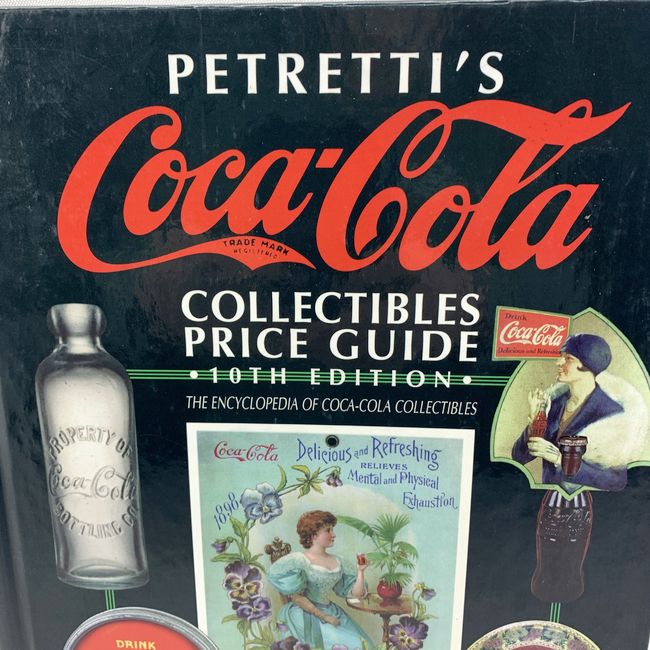 PETRETTI'S
Coca-Cola
TRADE MARK
REGISTERED
COLLECTIBLES
PRICE GUIDE
• 10TH EDITION •
THE ENCYCLOPEDIA OF COCA-COLA COLLECTIBLES
Drink
Coca-Cola
Delicious and Refreshing
PROPERTY OF
Coca-Cola
BOTTLING CO
Coca-Cola
Delicious and Refreshing
RELIEVES
Mental and Physical
Exhaustion
1898
DRINK